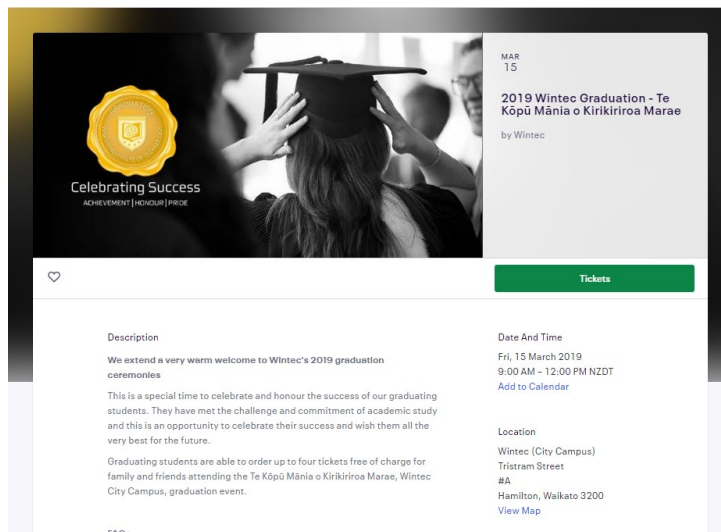 GRADUATION
Celebrating Success
ACHIEVEMENT | HONOUR | PRIDE
MAR
15
2019 Wintec Graduation - Te
Kōpū Mānia o Kirikiriroa Marae
by Wintec
Tickets
Description
We extend a very warm welcome to Wintec's 2019 graduation
ceremonies
This is a special time to celebrate and honour the success of our graduating
students. They have met the challenge and commitment of academic study
and this is an opportunity to celebrate their success and wish them all the
very best for the future.
Graduating students are able to order up to four tickets free of charge for
family and friends attending the Te Kōpū Mānia o Kirikiriroa Marae, Wintec
City Campus, graduation event.
Date And Time
Fri, 15 March 2019
9:00 AM – 12:00 PM NZDT
Add to Calendar
Location
Wintec (City Campus)
Tristram Street
#A
Hamilton, Waikato 3200
View Map